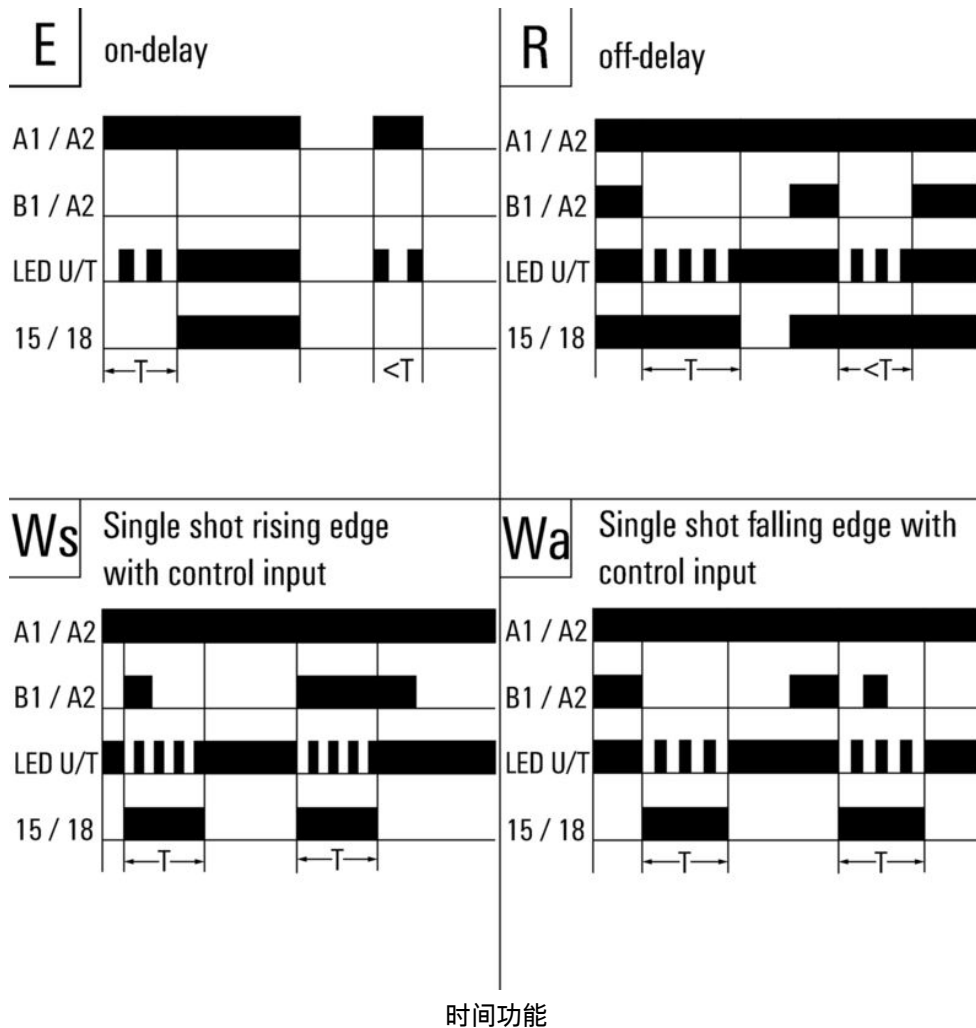 E
on-delay
A1 / A2
B1 / A2
LED U/T
15 / 18
T
<T
R
off-delay
A1 / A2
B1 / A2
LED U/T
15 / 18
T
<T
Ws
Single shot rising edge
with control input
A1 / A2
B1 / A2
LED U/T
15 / 18
T
T
Wa
Single shot falling edge with
control input
A1 / A2
B1 / A2
LED U/T
15 / 18
T
T
时间功能